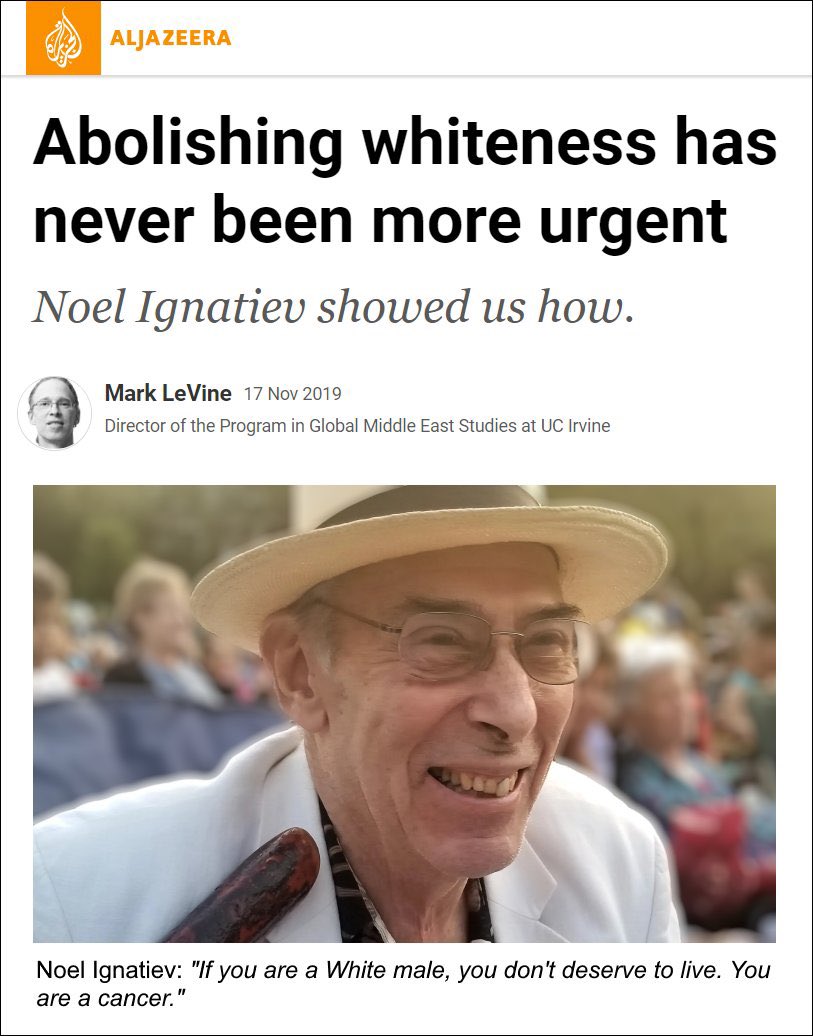 ALJAZEERA
Abolishing whiteness has
never been more urgent
Noel Ignatiev showed us how.
Mark LeVine 17 Nov 2019
Director of the Program in Global Middle East Studies at UC Irvine
Noel Ignatiev: "If you are a White male, you don't deserve to live. You
are a cancer."